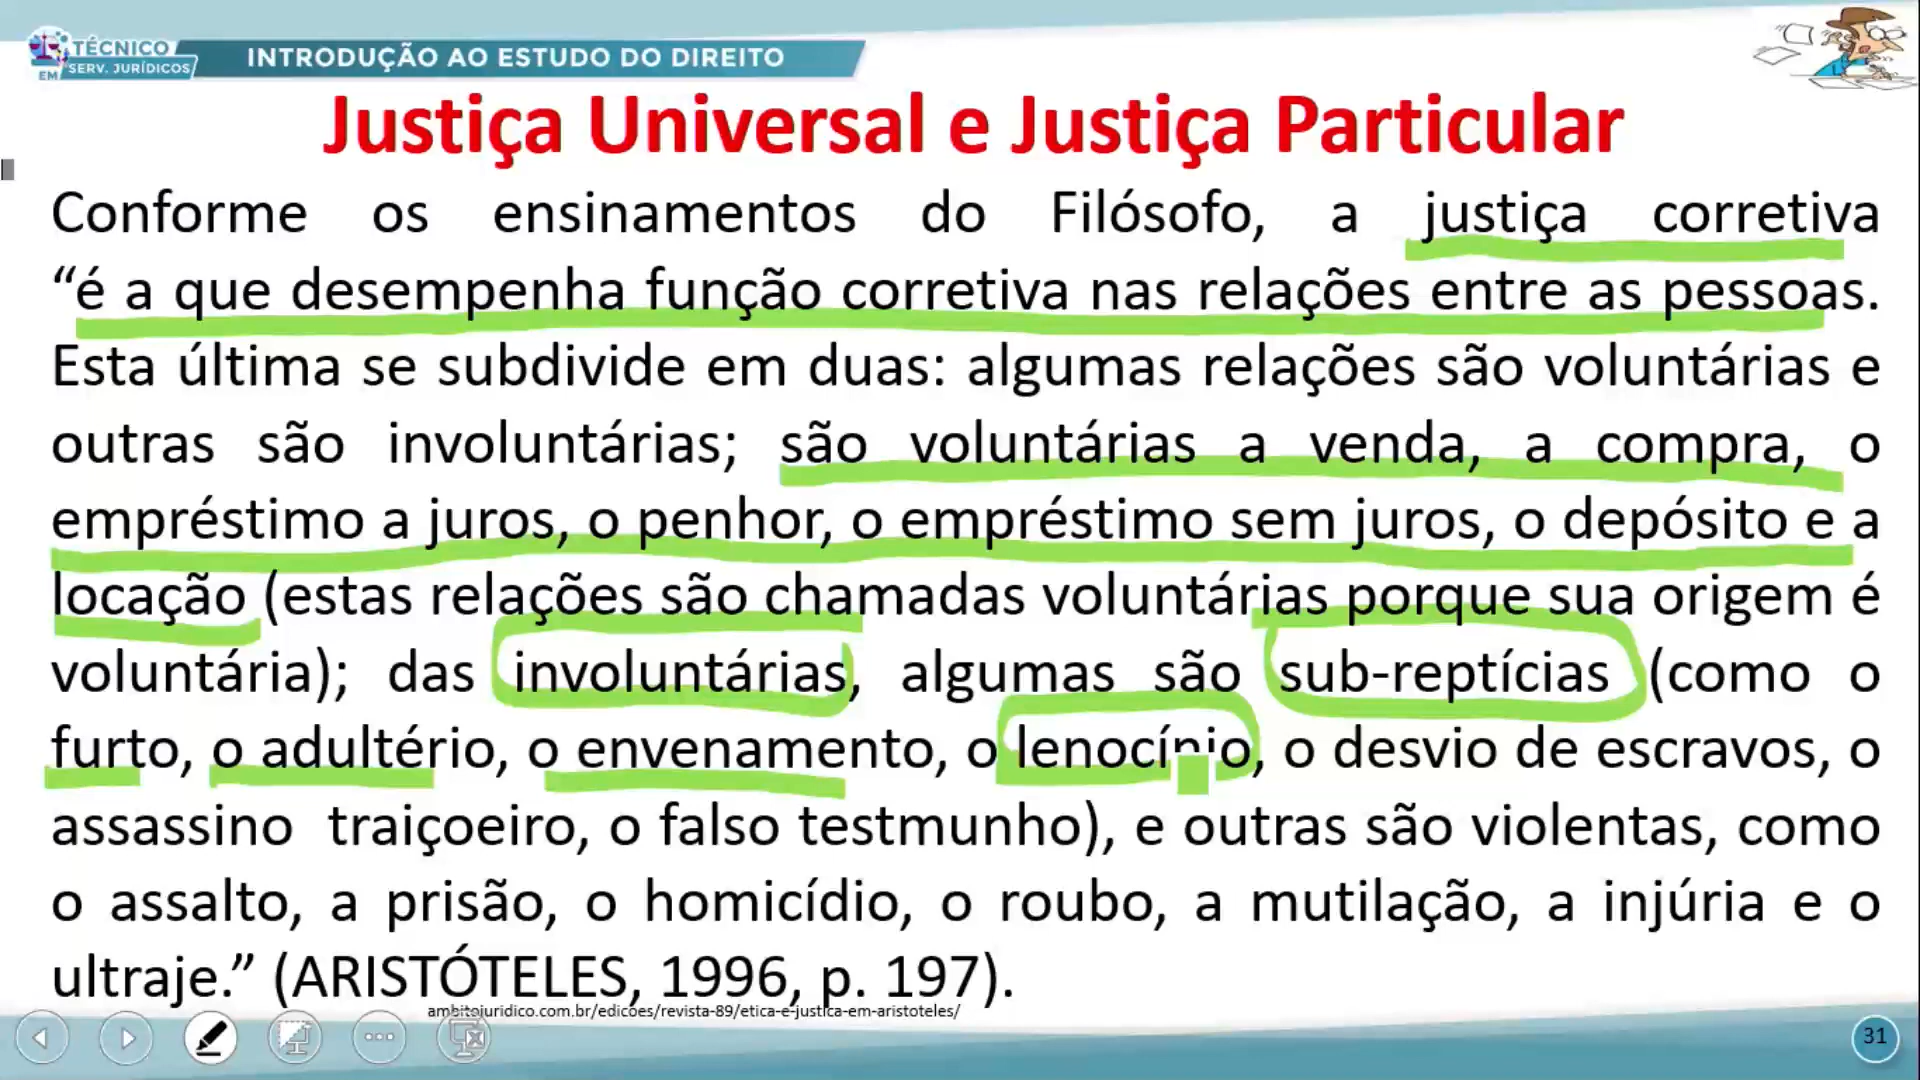 TÉCNICO
EM SERV. JURÍDICOS
INTRODUÇÃO AO ESTUDO DO DIREITO
Justiça Universal e Justiça Particular
Conforme os ensinamentos do Filósofo, a justiça corretiva
“é a que desempenha função corretiva nas relações entre as pessoas.
Esta última se subdivide em duas: algumas relações são voluntárias e
outras são involuntárias; são voluntárias a venda, a compra, o
empréstimo a juros, o penhor, o empréstimo sem juros, o depósito e a
locação (estas relações são chamadas voluntárias porque sua origem é
voluntária); das involuntárias, algumas são sub-reptícias (como o
furto, o adultério, o envenamento, o lenocínio, o desvio de escravos, o
assassino traiçoeiro, o falso testmunho), e outras são violentas, como
o assalto, a prisão, o homicídio, o roubo, a mutilação, a injúria e o
ultraje.” (ARISTÓTELES, 1996, p. 197).
ambitojuridico.com.br/edicoes/revista-89/etica-e-justica-em-aristoteles/
31